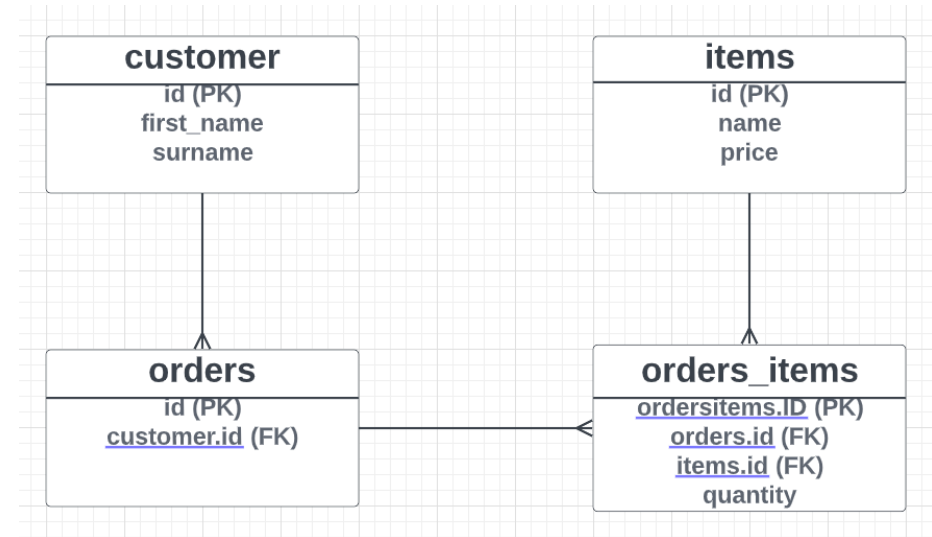 customer
id (PK)
first_name
surname
items
id (PK)
name
price
orders
id (PK)
customer.id (FK)
orders_items
ordersitems.ID (PK)
orders.id (FK)
items.id (FK)
quantity